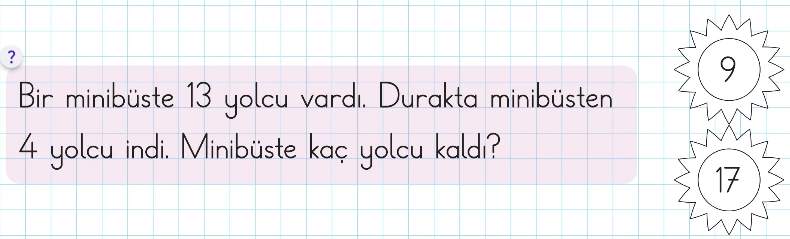 ?
Bir minibüste 13 yolcu vardı. Durakta minibüsten
4 yolcu indi. Minibüste kaç yolcu kaldı?
9
17